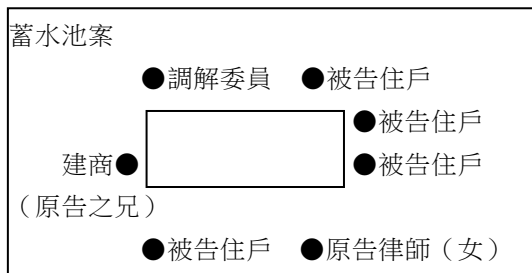 蓄水池案
●調解委員 ●被告住戶
●被告住戶
建商● ●被告住戶
（原告之兄）
●被告住戶 ●原告律師（女）